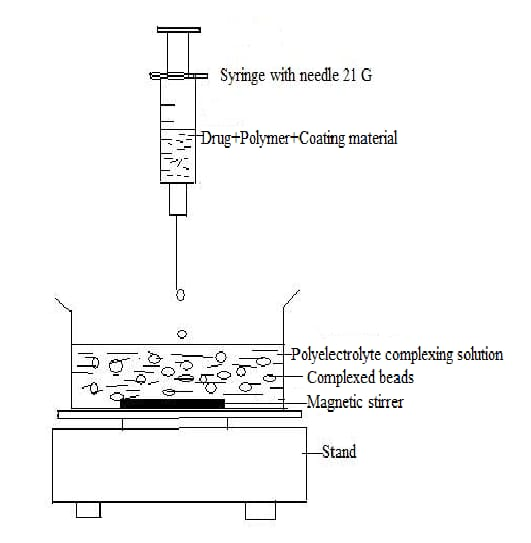 Syringe with needle 21 G
Drug+Polymer+Coating material
Polyelectrolyte complexing solution
Complexed beads
Magnetic stirrer
Stand